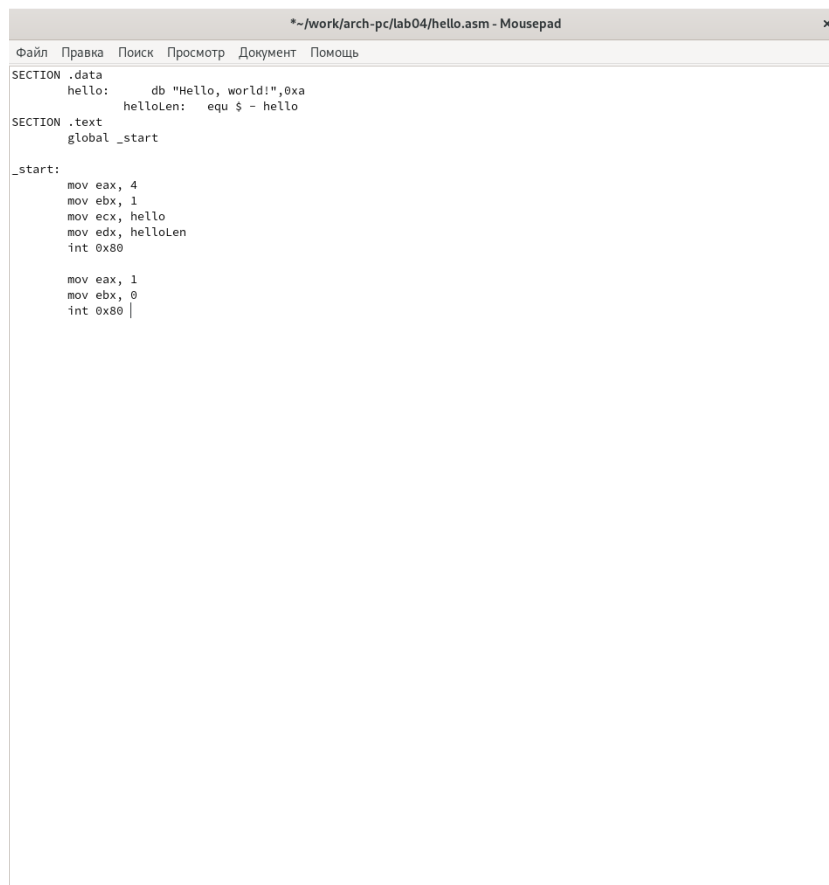 *~/work/arch-pc/lab04/hello.asm - Mousepad
×
Файл Правка Поиск Просмотр Документ Помощь
SECTION .data
        hello:      db "Hello, world!",0xa
                helloLen:   equ $ - hello
SECTION .text
        global _start

_start:
        mov eax, 4
        mov ebx, 1
        mov ecx, hello
        mov edx, helloLen
        int 0x80

        mov eax, 1
        mov ebx, 0
        int 0x80